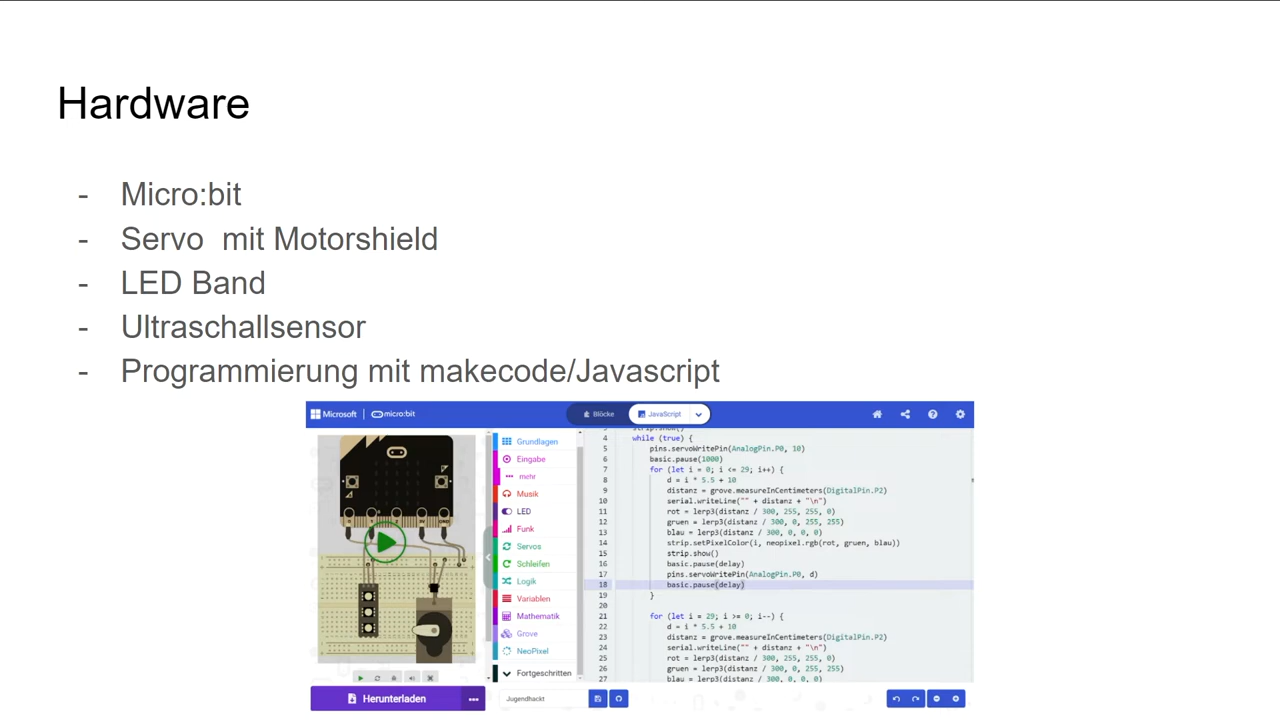 Hardware
- Micro:bit
- Servo  mit Motorshield
- LED Band
- Ultraschallsensor
- Programmierung mit makecode/Javascript
Microsoft | micro:bit
Blöcke
JavaScript
Grundlagen
Eingabe
mehr
Musik
LED
Funk
Servos
Schleifen
Logik
Variablen
Mathematik
Grove
NeoPixel
Fortgeschritten
4 while (true) {
5 pins.servoWritePin(AnalogPin.P0, 10)
6 basic.pause(1000)
7 for (let i = 0; i <= 29; i++) {
8 d = i * 5.5 + 10
9 distanz = grove.measureInCentimeters(DigitalPin.P2)
10 serial.writeLine("" + distanz + "\n")
11 rot = lerp3(distanz / 300, 255, 255, 0)
12 gruen = lerp3(distanz / 300, 0, 255, 255)
13 blau = lerp3(distanz / 300, 0, 0, 0)
14 strip.setPixelColor(i, neopixel.rgb(rot, gruen, blau))
15 strip.show()
16 basic.pause(delay)
17 pins.servoWritePin(AnalogPin.P0, d)
18 basic.pause(delay)
19 }
20
21 for (let i = 29; i >= 0; i--) {
22 d = i * 5.5 + 10
23 distanz = grove.measureInCentimeters(DigitalPin.P2)
24 serial.writeLine("" + distanz + "\n")
25 rot = lerp3(distanz / 300, 255, 255, 0)
26 gruen = lerp3(distanz / 300, 0, 255, 255)
27 blau = lerp3(distanz / 300, 0, 0, 0)
Herunterladen
Jugendhackt